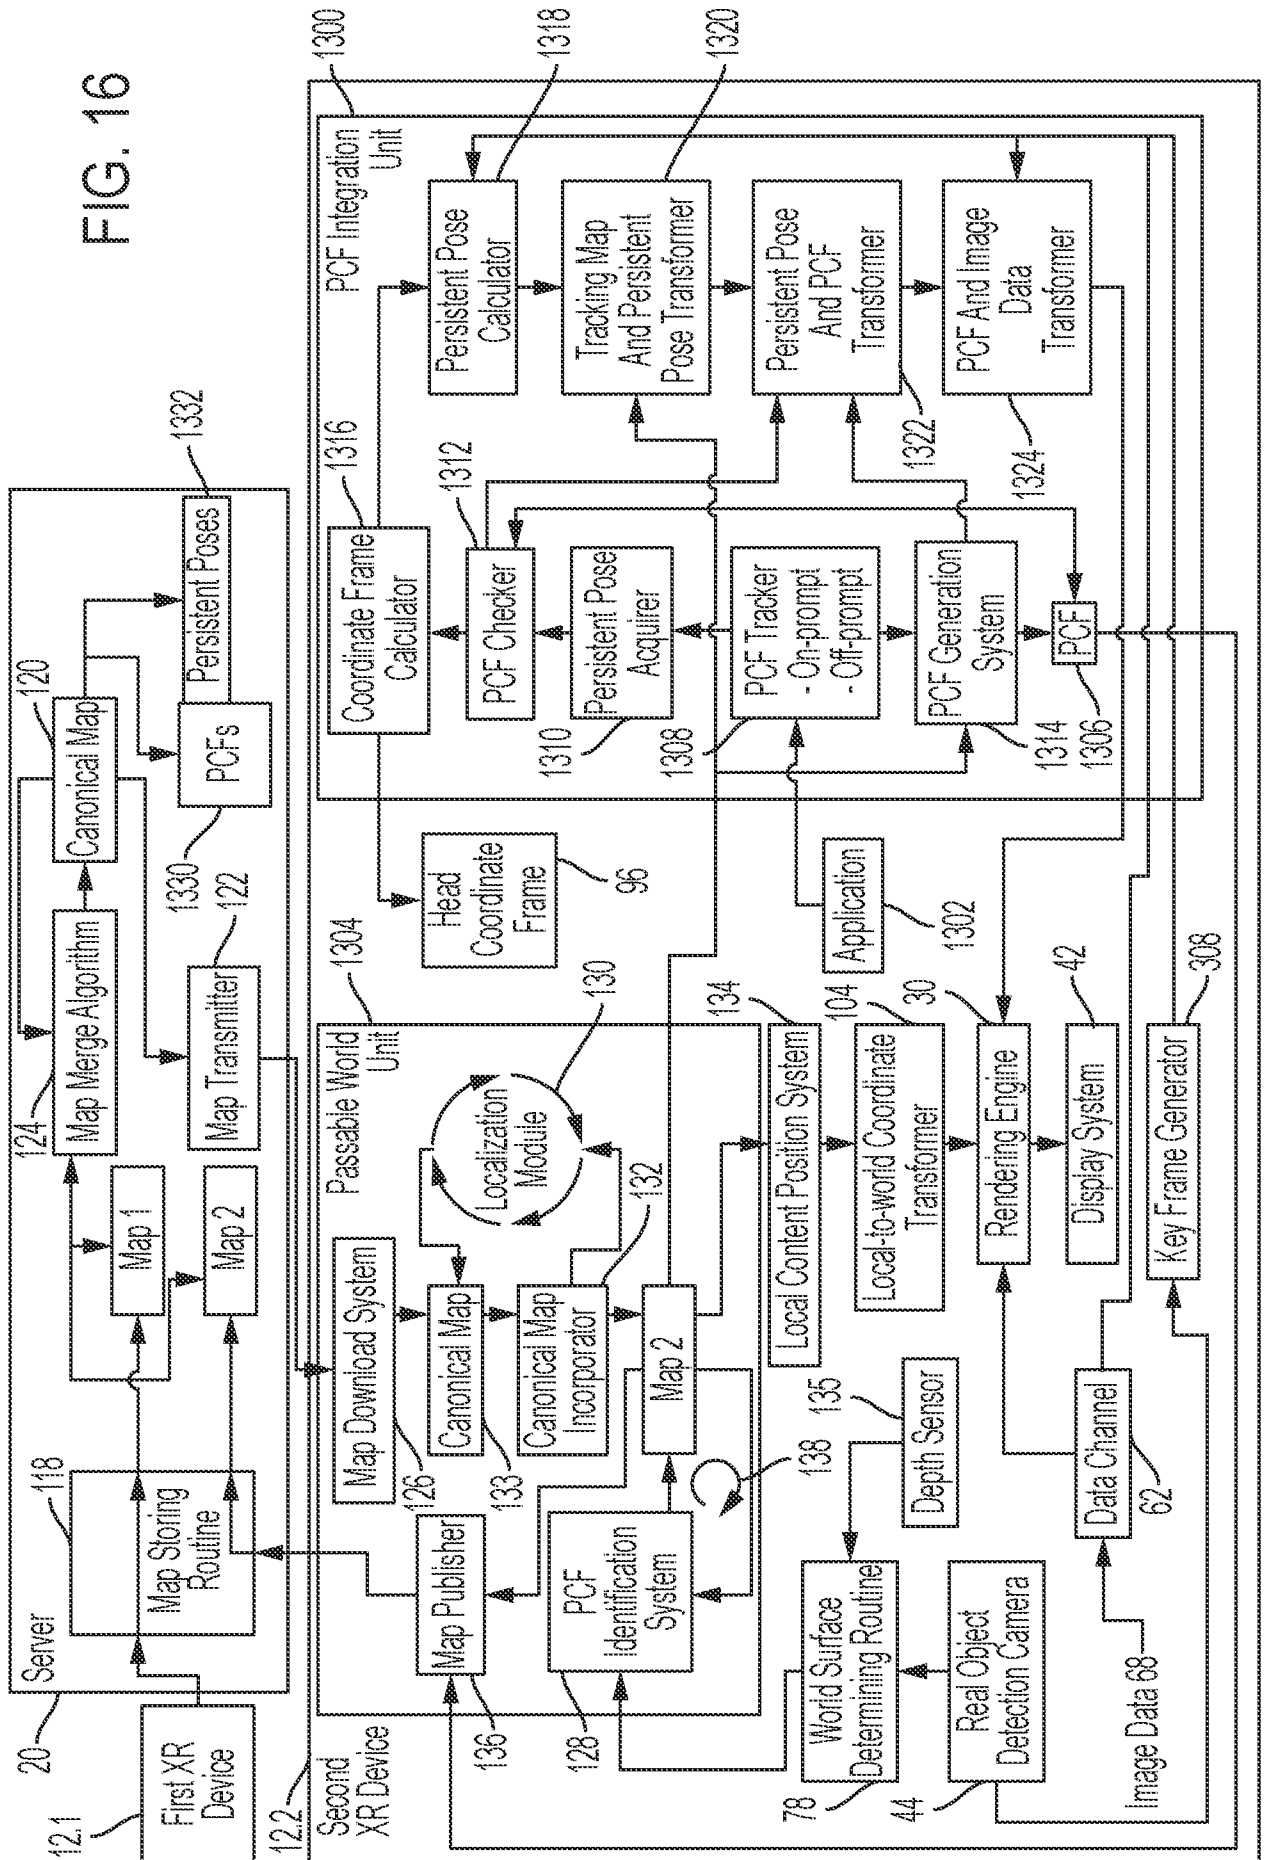 FIG. 16
12.1
First XR
Device
20
Server
118
Map Storing
Routine
Map 1
Map 2
124
Map Merge Algorithm
120
Canonical Map
122
Map Transmitter
1330
PCFs
Persistent Poses
1332
12.2
Second
XR Device
Passable World
Unit
1304
Map Download System
126
Canonical Map
133
Canonical Map
Incorporator
132
Localization
Module
130
Map 2
Map Publisher
136
PCF
Identification
System
128
138
Head
Coordinate
Frame
96
Application
1302
Local Content Position System
134
Local-to-world Coordinate
Transformer
104
Rendering Engine
30
Display System
42
Key Frame Generator
308
Depth Sensor
135
World Surface
Determining Routine
78
Real Object
Detection Camera
44
Data Channel
62
Image Data 68
PCF Integration
Unit
1300
Coordinate Frame
Calculator
1316
PCF Checker
1312
Persistent Pose
Acquirer
1310
PCF Tracker
- On-prompt
- Off-prompt
1308
PCF Generation
System
1314
PCF
1306
Persistent Pose
Calculator
1318
Tracking Map
And Persistent
Pose Transformer
1320
Persistent Pose
And PCF
Transformer
1322
PCF And Image
Data
Transformer
1324